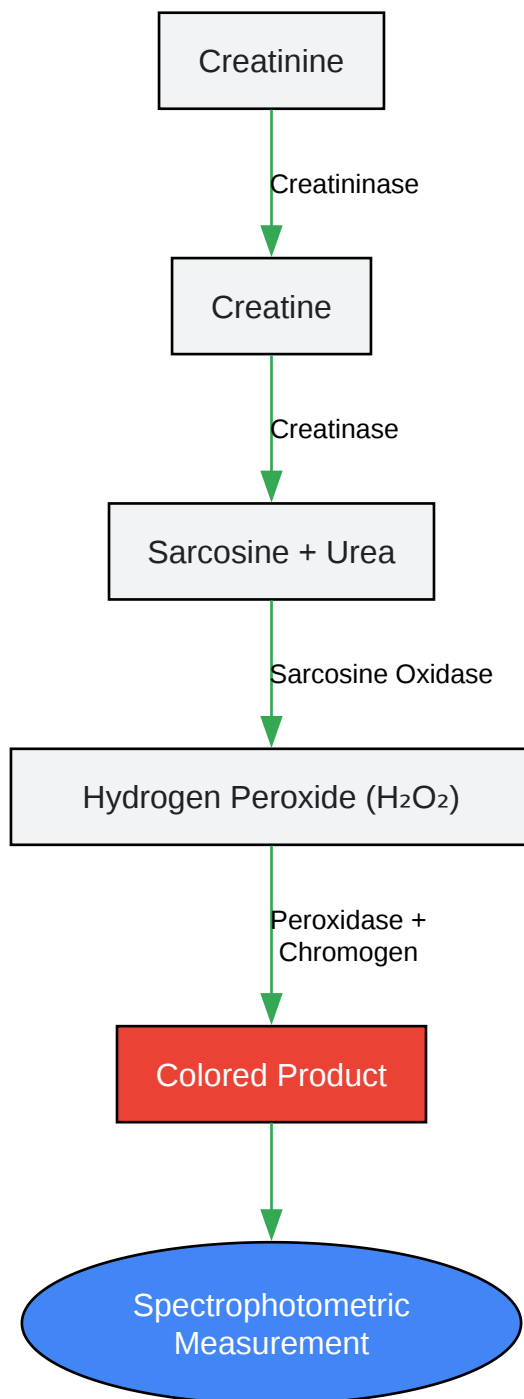 Creatinine
Creatininase
Creatine
Creatinase
Sarcosine + Urea
Sarcosine Oxidase
Hydrogen Peroxide (H₂O₂)
Peroxidase +
Chromogen
Colored Product
Spectrophotometric
Measurement